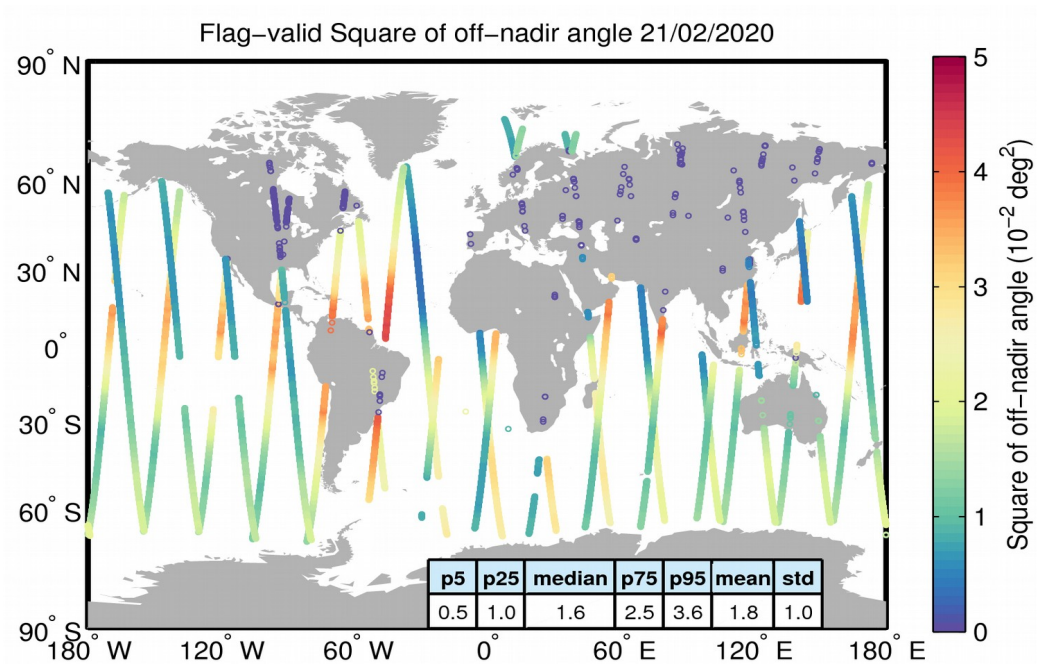 Flag−valid Square of off−nadir angle 21/02/2020
90° N
60° N
30° N
0°
30° S
60° S
90° S
180° W
120° W
60° W
0°
60° E
120° E
180° E
p5 p25 median p75 p95 mean std
0.5 1.0 1.6 2.5 3.6 1.8 1.0
5
4
3
2
1
0
Square of off−nadir angle (10⁻² deg²)